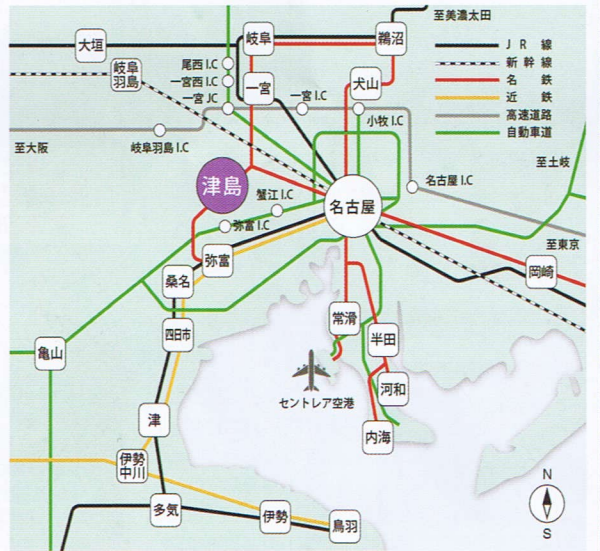 至美濃太田
大垣
岐阜
鵜沼
JR 線
新幹線
名 鉄
近 鉄
高速道路
自動車道
岐阜
羽島
尾西I.C
一宮西I.C
一宮JC
一宮
一宮I.C
犬山
小牧I.C
至大阪
岐阜羽島I.C
至土岐
津島
蟹江I.C
名古屋I.C
名古屋
弥富I.C
至東京
弥富
岡崎
桑名
常滑
四日市
半田
亀山
セントレア空港
河和
津
内海
伊勢
中川
多気
伊勢
鳥羽
N
S